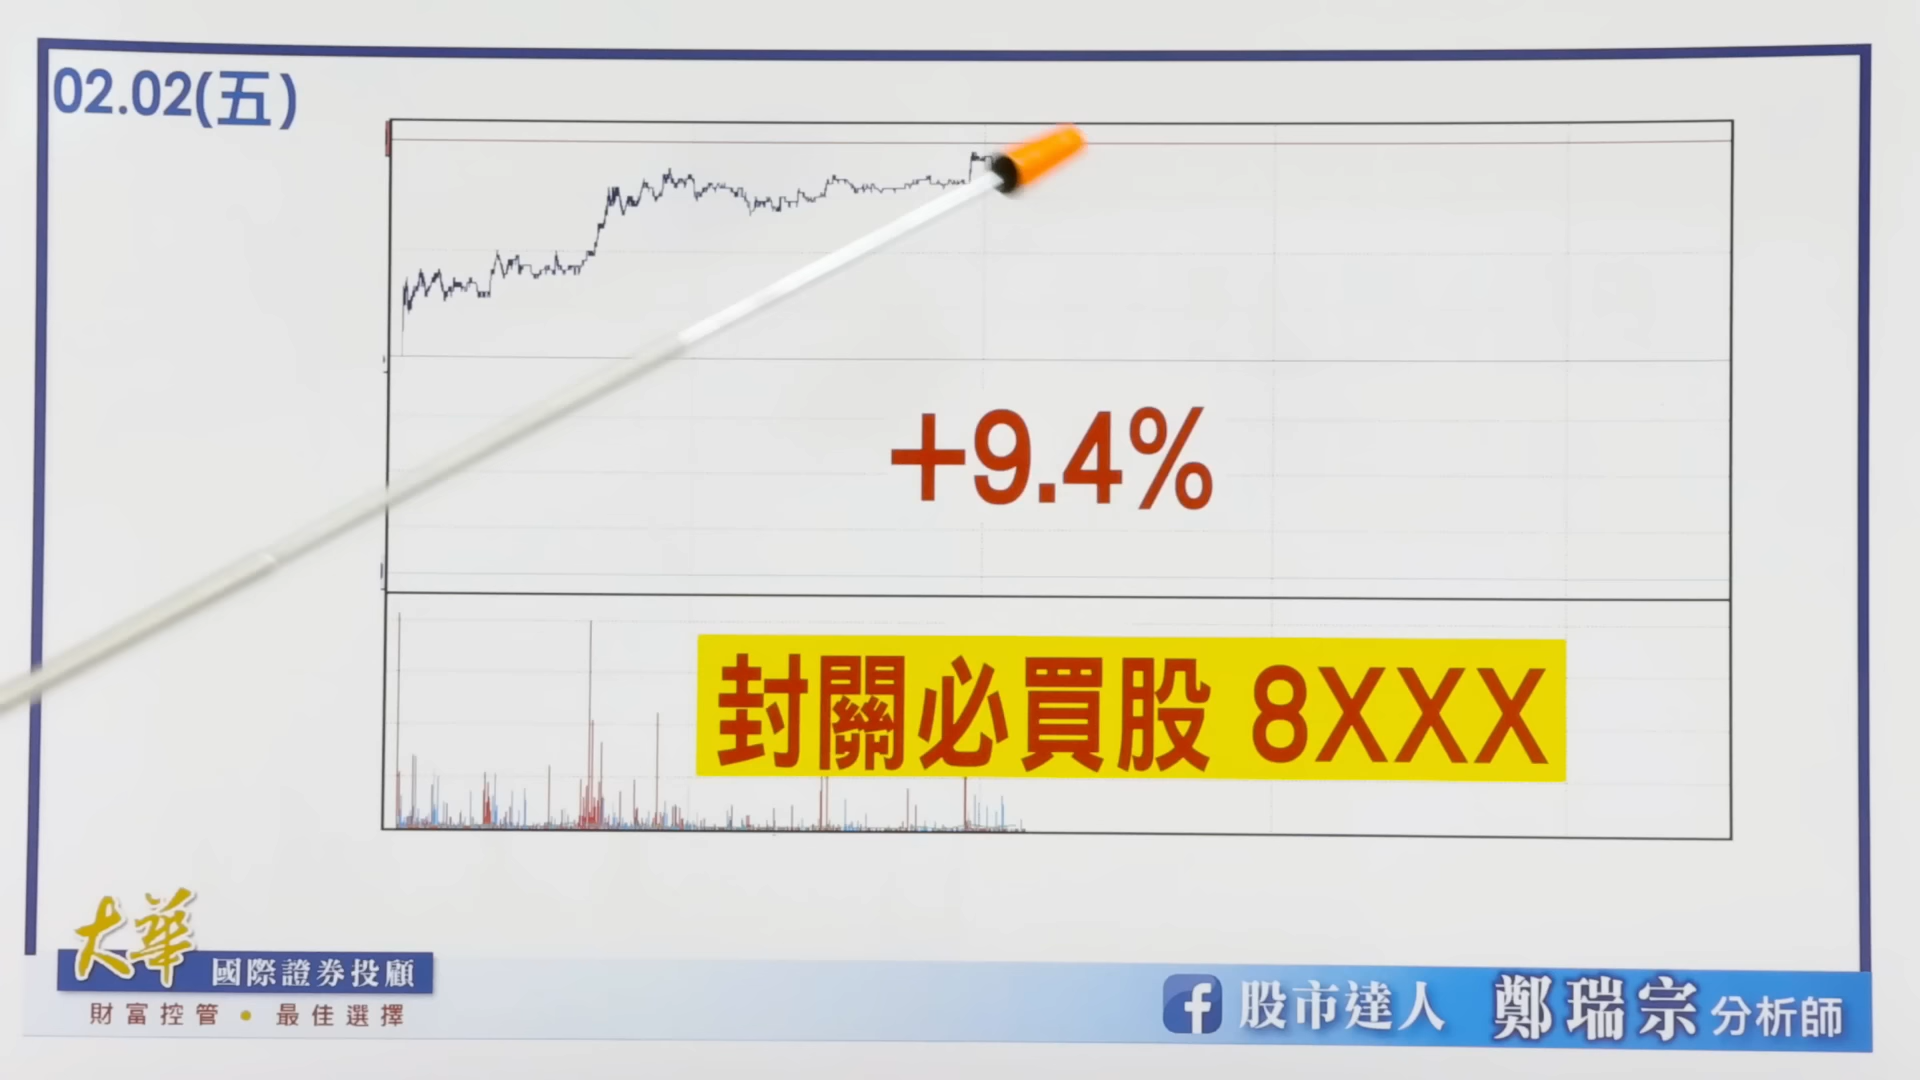 02.02(五)
+9.4%
封關必買股 8XXX
大華
國際證券投顧
財富控管 • 最佳選擇
f 股市達人 鄭瑞宗分析師